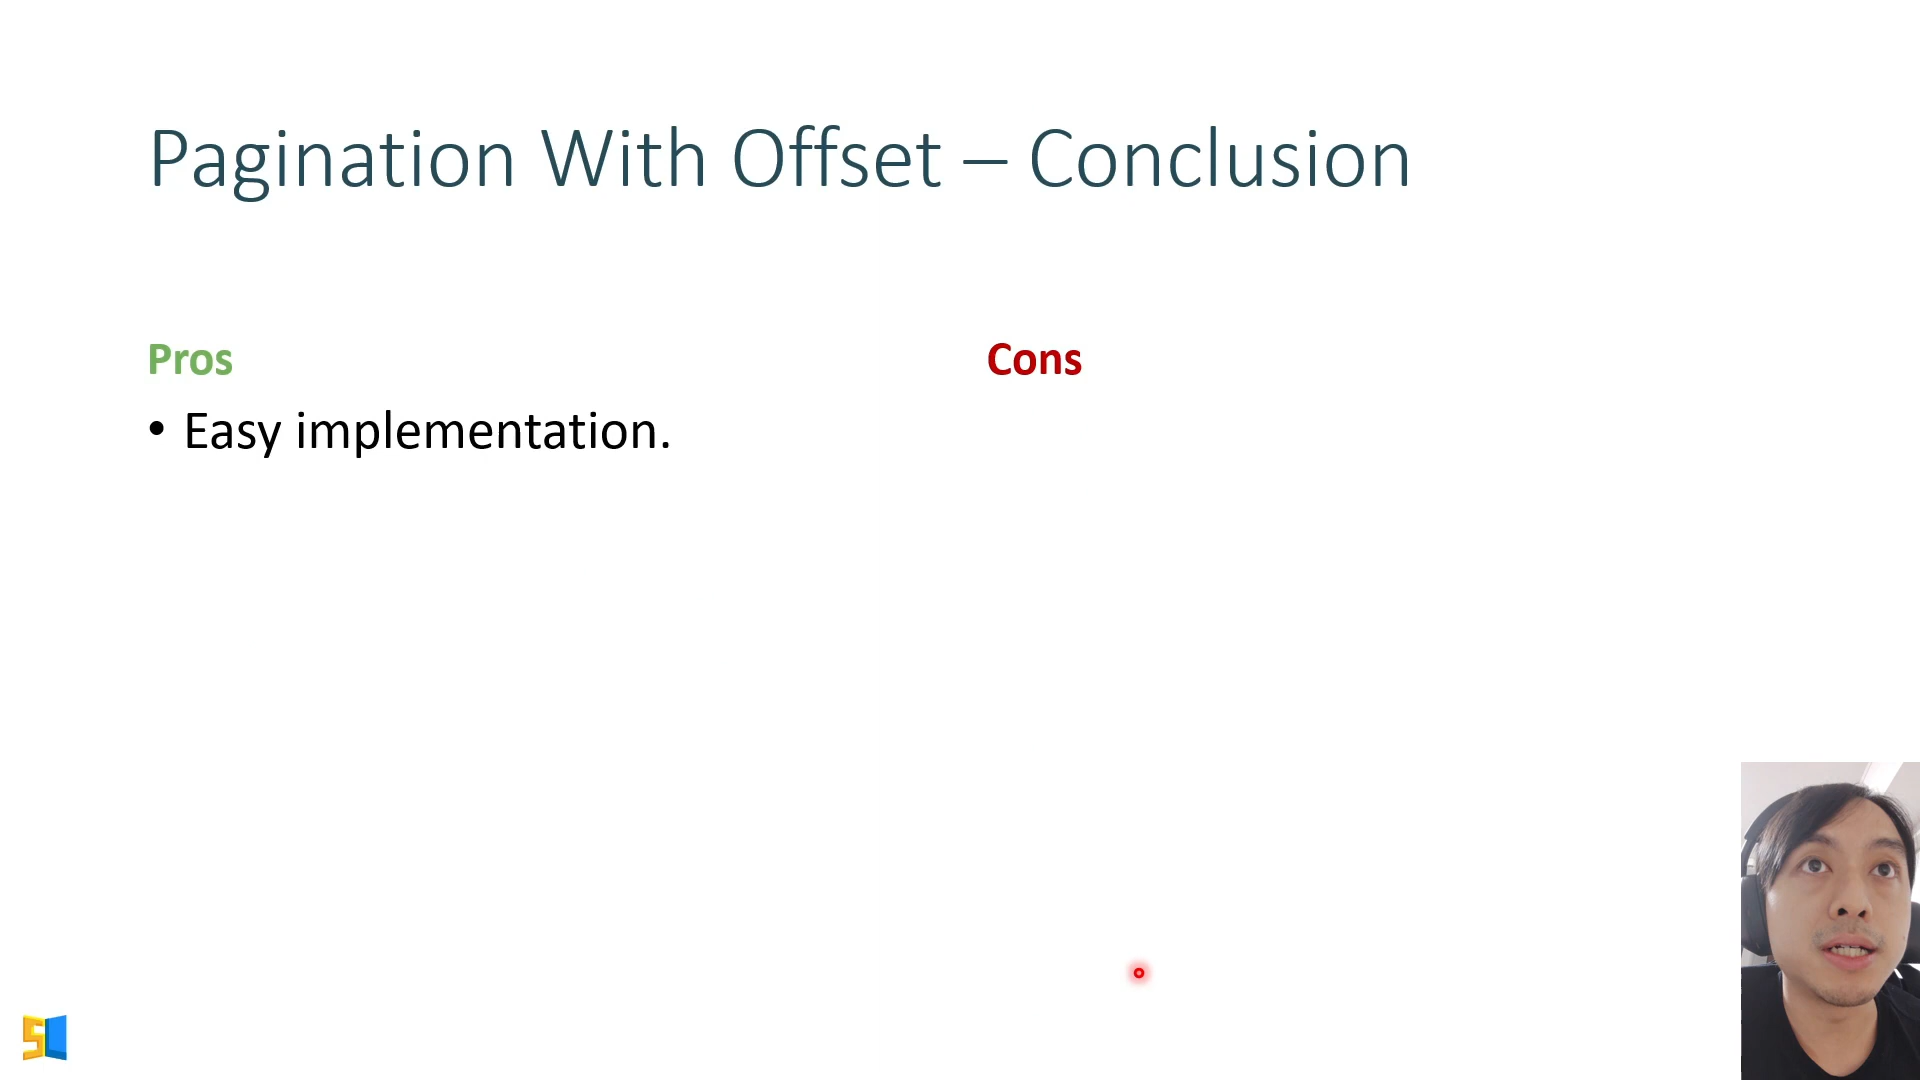 Pagination With Offset – Conclusion
Pros
• Easy implementation.
Cons